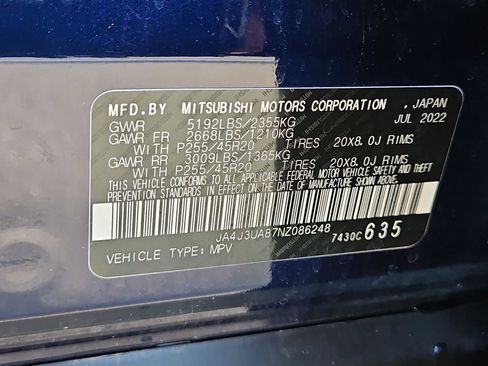 MFD.BY MITSUBISHI MOTORS CORPORATION , JAPAN
GVWR 5192LBS/2355KG JUL 2022
GAWR FR 2668LBS/1210KG
WITH P255/45R20 TIRES 20X8.0J RIMS
GAWR RR 3009LBS/1365KG
WITH P255/45R20 TIRES 20X8.0J RIMS
THIS VEHICLE CONFORMS TO ALL APPLICABLE FEDERAL MOTOR VEHICLE SAFETY AND THEFT
PREVENTION STANDARDS IN EFFECT ON THE DATE OF MANUFACTURE SHOWN ABOVE.
JA4J3UA87NZ086248
VEHICLE TYPE: MPV 7430C635